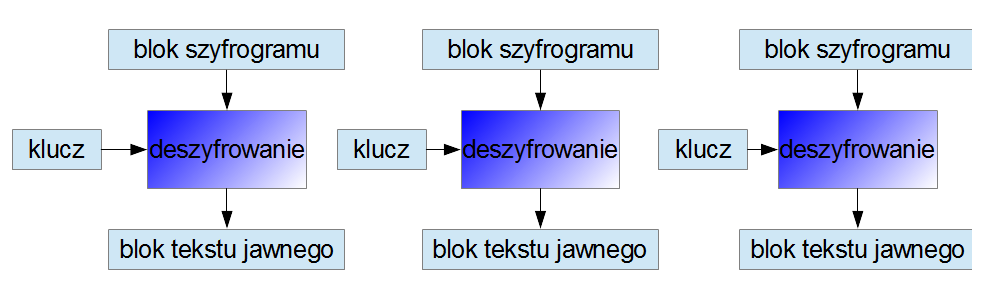 blok szyfrogramu blok szyfrogramu blok szyfrogramu
klucz deszyfrowanie klucz deszyfrowanie klucz deszyfrowanie
blok tekstu jawnego blok tekstu jawnego blok tekstu jawnego